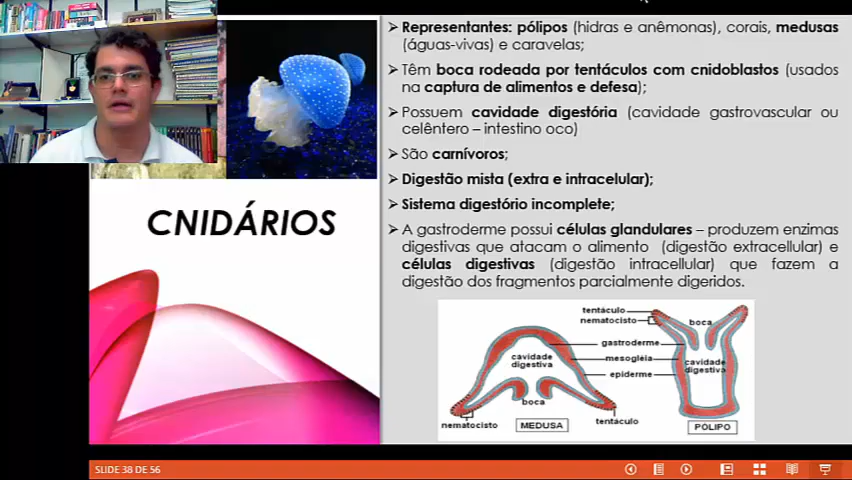 CNIDÁRIOS
Representantes: pólipos (hidras e anêmonas), corais, medusas
(águas-vivas) e caravelas;
Têm boca rodeada por tentáculos com cnidoblastos (usados
na captura de alimentos e defesa);
Possuem cavidade digestória (cavidade gastrovascular ou
celêntero – intestino oco)
São carnívoros;
Digestão mista (extra e intracelular);
Sistema digestório incomplete;
A gastroderme possui células glandulares – produzem enzimas
digestivas que atacam o alimento (digestão extracellular) e
células digestivas (digestão intracellular) que fazem a
digestão dos fragmentos parcialmente digeridos.
tentáculo
nematocisto
boca
gastroderme
mesogléia
epiderme
cavidade
digestiva
cavidade
digestiva
boca
nematocisto
MEDUSA
tentáculo
PÓLIPO
SLIDE 38 DE 56